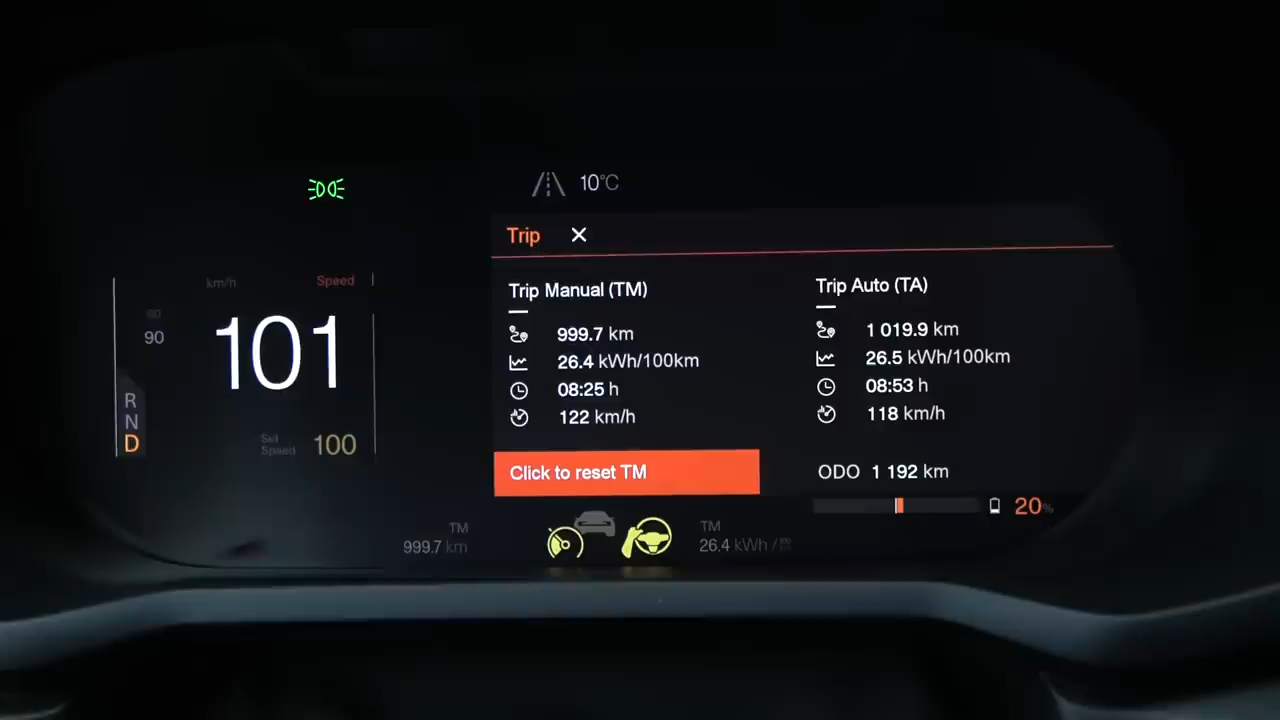 10°C
Trip
km/h
Speed
Trip Manual (TM)
Trip Auto (TA)
90
101
999.7 km
1 019.9 km
26.4 kWh/100km
26.5 kWh/100km
08:25 h
08:53 h
122 km/h
118 km/h
R
N
D
Set
Speed
100
Click to reset TM
ODO 1 192 km
20%
TM
999.7 km
TM
26.4 kWh /